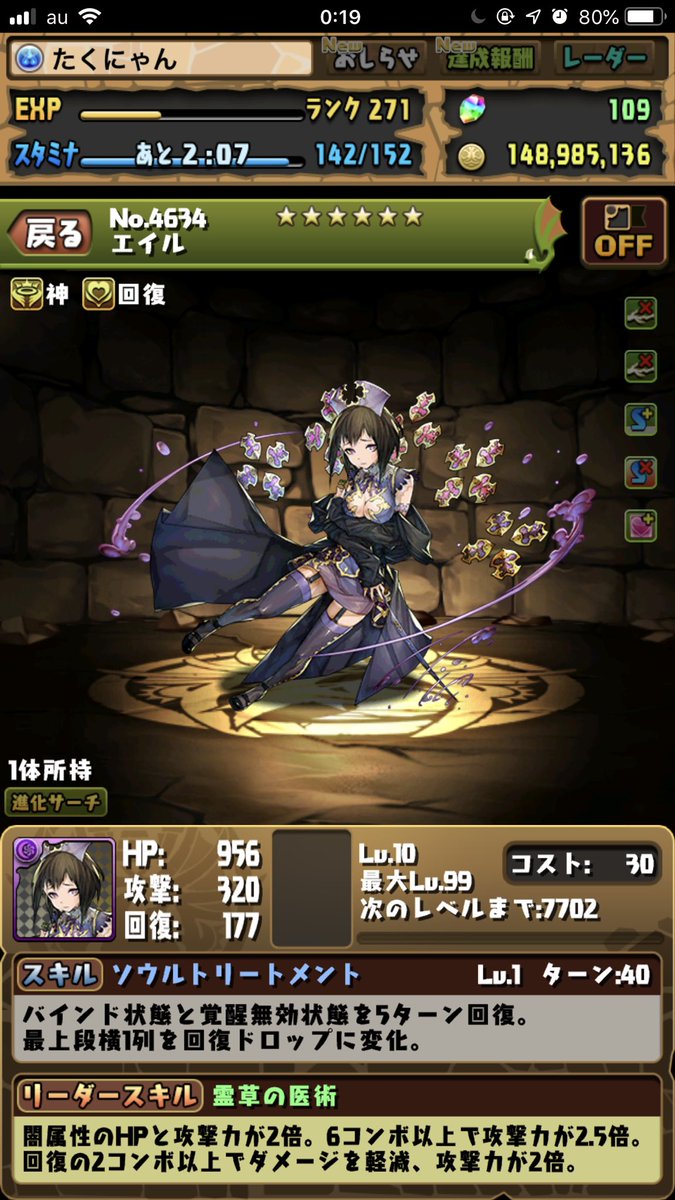 au 0:19 80%
たくにゃん New おしらせ New 達成報酬 レーダー
EXP ランク 271 109
スタミナ あと 2:07 142/152 148,985,136
戻る No.4634 ☆☆☆☆☆☆ OFF
エイル
神 回復
1体所持
進化サーチ
HP: 956 Lv.10 コスト: 30
攻撃: 320 最大Lv.99
回復: 177 次のレベルまで:7702
スキル ソウルトリートメント Lv.1 ターン:40
バインド状態と覚醒無効状態を5ターン回復。
最上段横1列を回復ドロップに変化。
リーダースキル 霊草の医術
闇属性のHPと攻撃力が2倍。6コンボ以上で攻撃力が2.5倍。
回復の2コンボ以上でダメージを軽減、攻撃力が2倍。